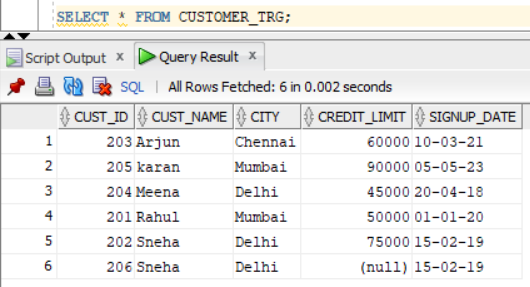 SELECT * FROM CUSTOMER_TRG;
Script Output x Query Result x
SQL | All Rows Fetched: 6 in 0.002 seconds
CUST_ID CUST_NAME CITY CREDIT_LIMIT SIGNUP_DATE
1 203 Arjun Chennai 60000 10-03-21
2 205 karan Mumbai 90000 05-05-23
3 204 Meena Delhi 45000 20-04-18
4 201 Rahul Mumbai 50000 01-01-20
5 202 Sneha Delhi 75000 15-02-19
6 206 Sneha Delhi (null) 15-02-19